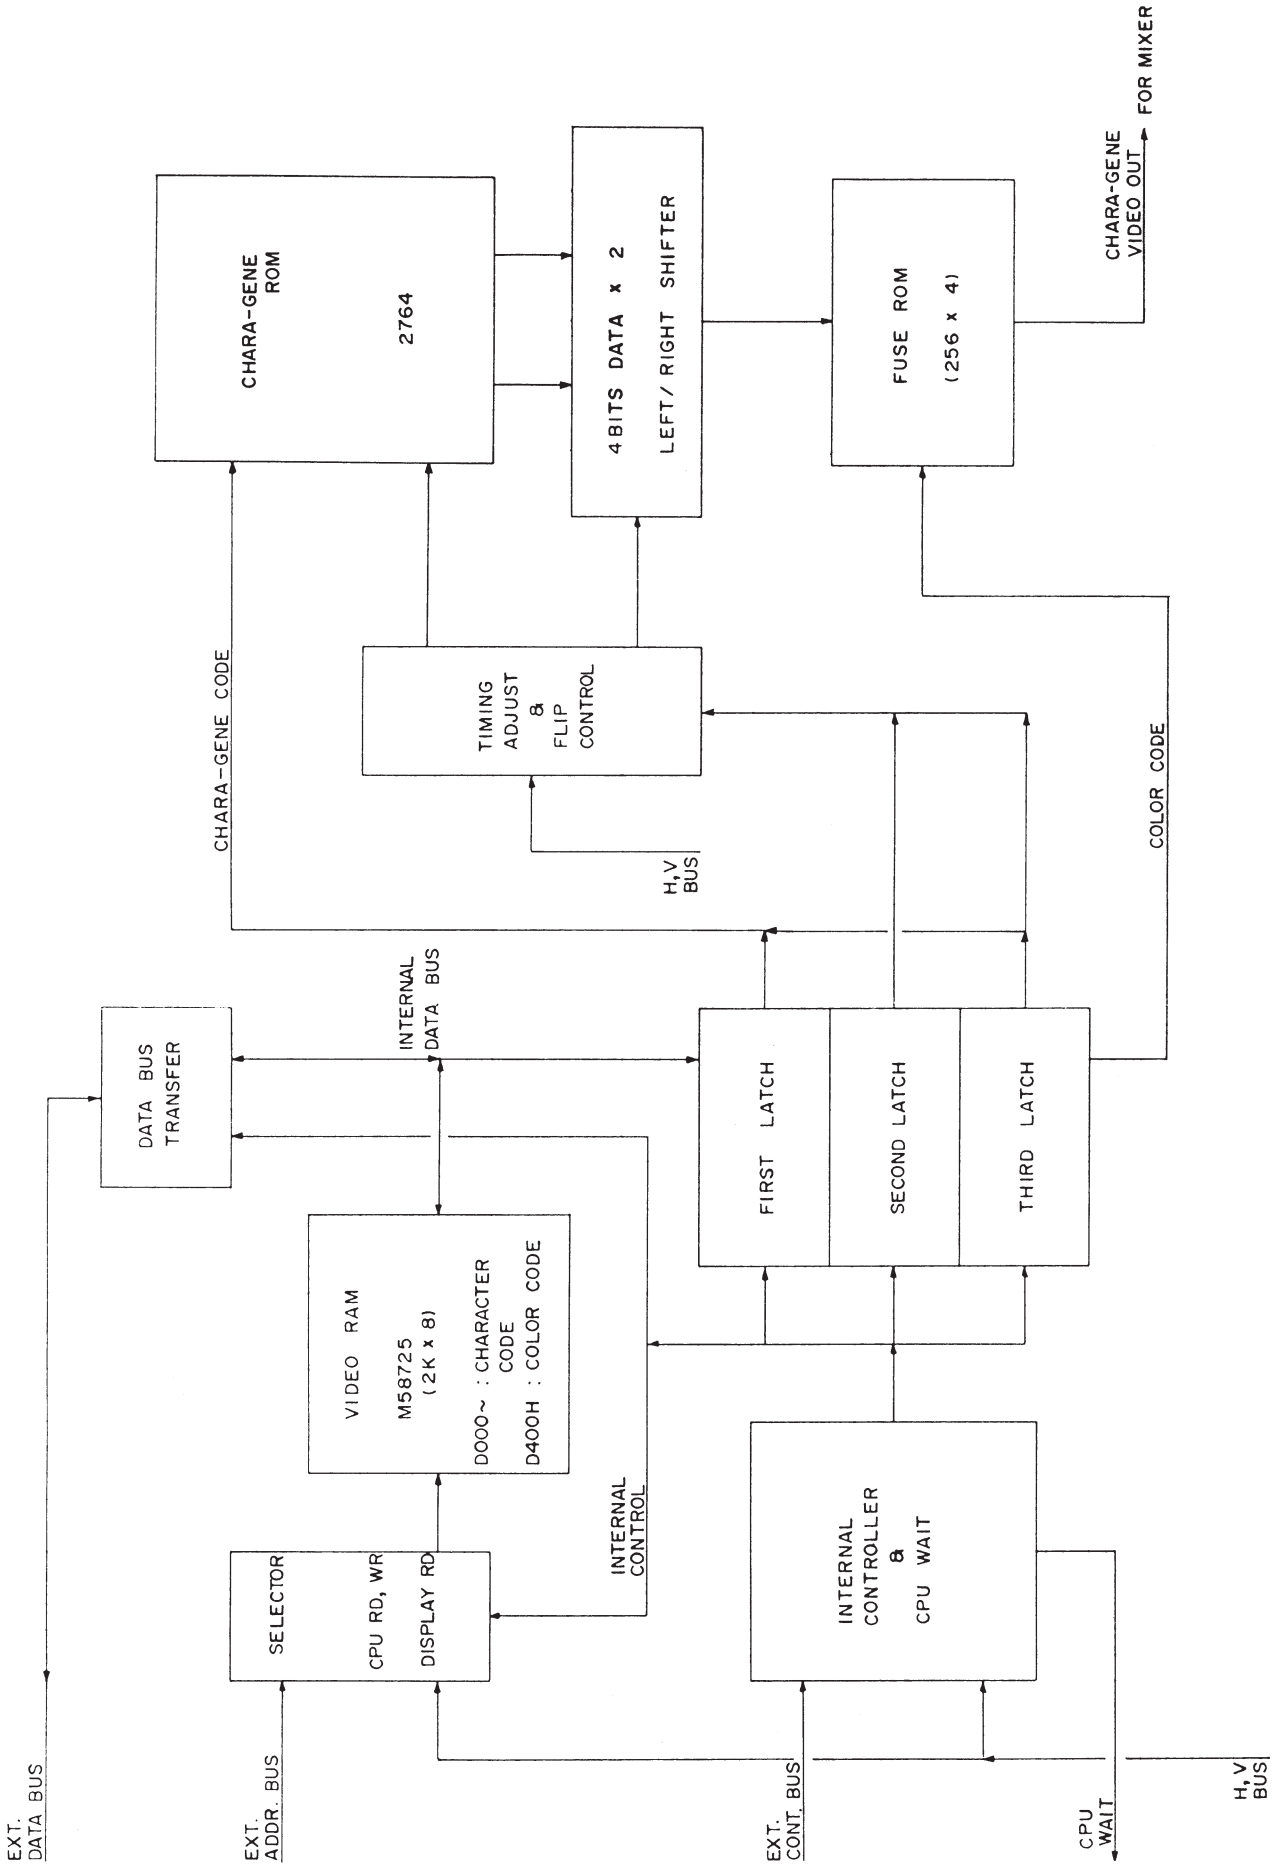 EXT.
DATA BUS
EXT.
ADDR. BUS
EXT.
CONT. BUS
CPU
WAIT
H,V
BUS
SELECTOR
CPU RD, WR
DISPLAY RD
INTERNAL
CONTROL
INTERNAL
CONTROLLER
&
CPU WAIT
VIDEO RAM
M58725
(2K x 8)
D000~ : CHARACTER
CODE
D400H : COLOR CODE
DATA BUS
TRANSFER
INTERNAL
DATA BUS
FIRST LATCH
SECOND LATCH
THIRD LATCH
CHARA-GENE CODE
H,V
BUS
TIMING
ADJUST
&
FLIP
CONTROL
COLOR CODE
CHARA-GENE
ROM
2764
4BITS DATA x 2
LEFT/RIGHT SHIFTER
FUSE ROM
(256 x 4)
CHARA-GENE
VIDEO OUT
FOR MIXER